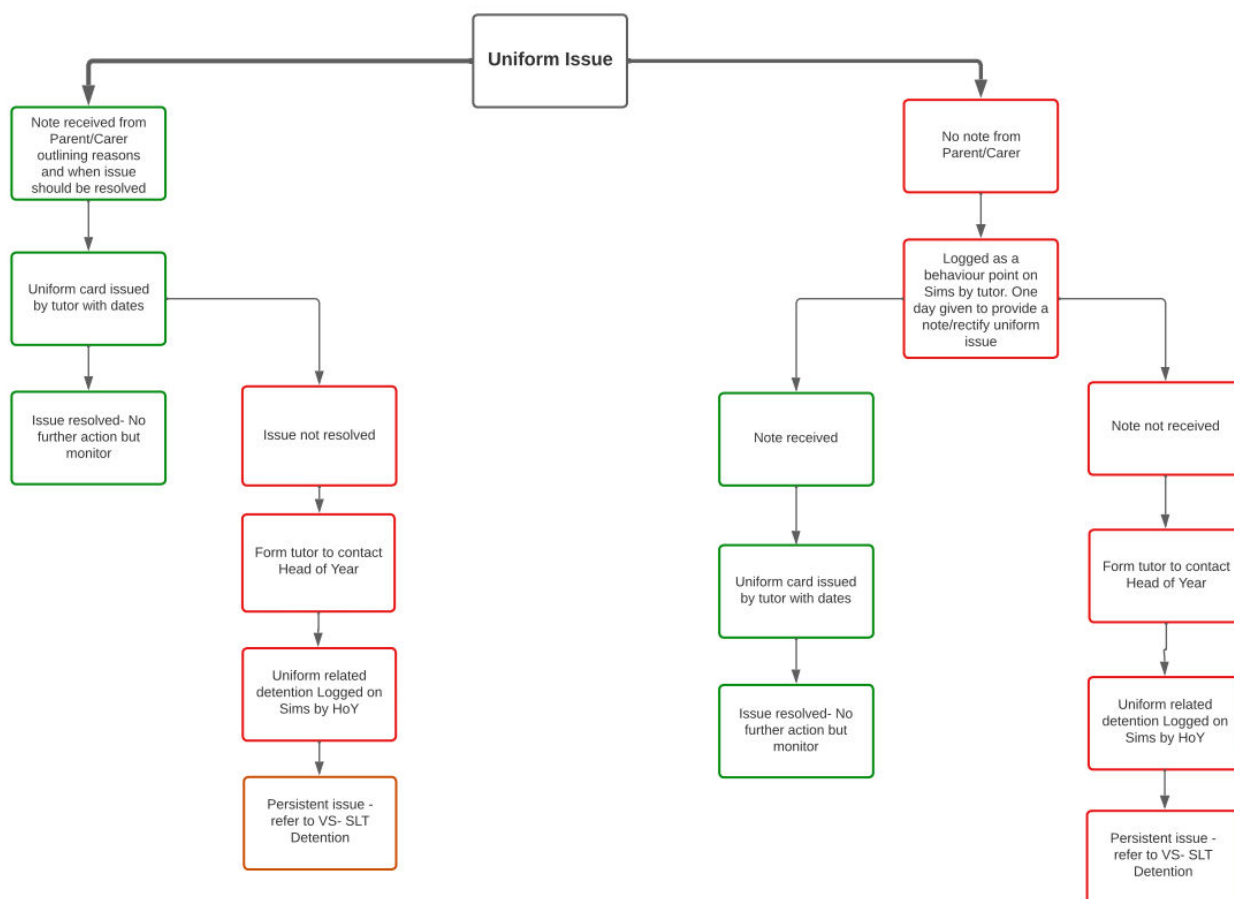 Uniform Issue
Note received from
Parent/Carer
outlining reasons
and when issue
should be resolved
No note from
Parent/Carer
Uniform card issued
by tutor with dates
Logged as a
behaviour point on
Sims by tutor. One
day given to provide a
note/rectify uniform
issue
Issue resolved- No
further action but
monitor
Issue not resolved
Note received
Note not received
Form tutor to contact
Head of Year
Uniform card issued
by tutor with dates
Form tutor to contact
Head of Year
Uniform related
detention Logged on
Sims by HoY
Issue resolved- No
further action but
monitor
Uniform related
detention Logged on
Sims by HoY
Persistent issue -
refer to VS- SLT
Detention
Persistent issue -
refer to VS- SLT
Detention